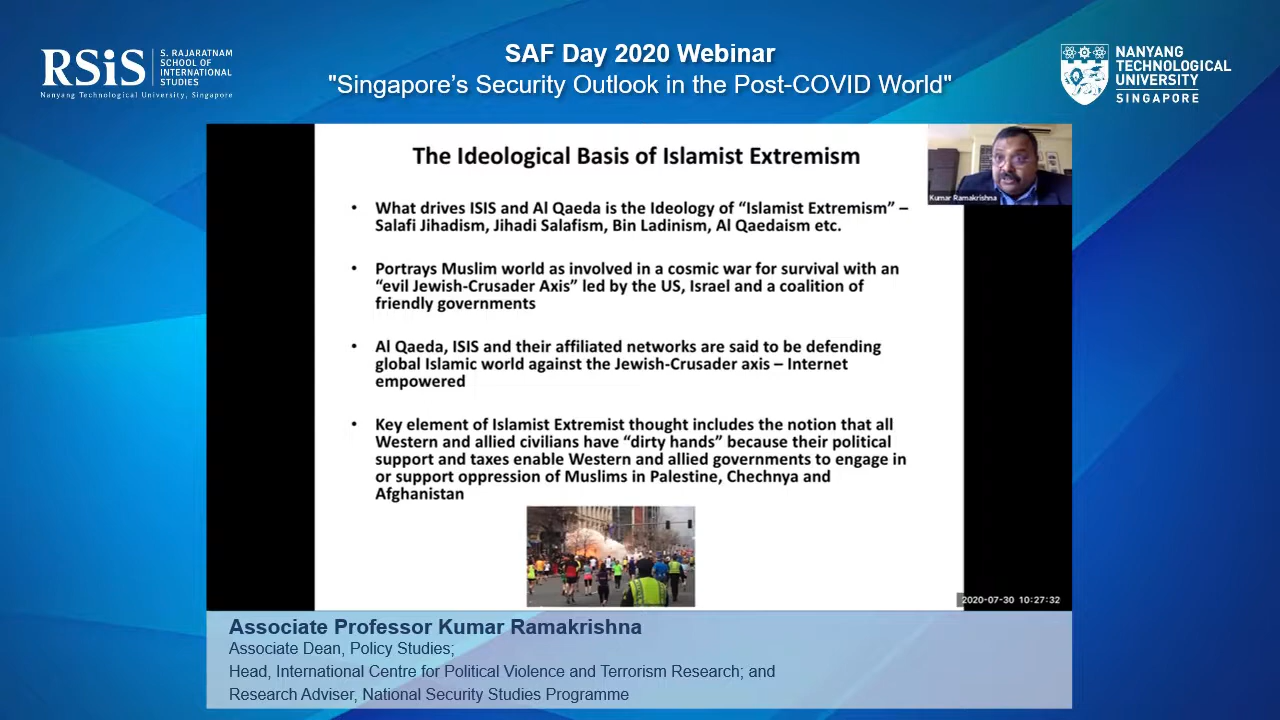 RSiS
S. RAJARATNAM
SCHOOL OF
INTERNATIONAL
STUDIES
Nanyang Technological University, Singapore
SAF Day 2020 Webinar
"Singapore’s Security Outlook in the Post-COVID World"
NANYANG
TECHNOLOGICAL
UNIVERSITY
SINGAPORE
The Ideological Basis of Islamist Extremism
Kumar Ramakrishna
• What drives ISIS and Al Qaeda is the Ideology of “Islamist Extremism” –
Salafi Jihadism, Jihadi Salafism, Bin Ladinism, Al Qaedaism etc.
• Portrays Muslim world as involved in a cosmic war for survival with an
“evil Jewish-Crusader Axis” led by the US, Israel and a coalition of
friendly governments
• Al Qaeda, ISIS and their affiliated networks are said to be defending
global Islamic world against the Jewish-Crusader axis – Internet
empowered
• Key element of Islamist Extremist thought includes the notion that all
Western and allied civilians have “dirty hands” because their political
support and taxes enable Western and allied governments to engage in
or support oppression of Muslims in Palestine, Chechnya and
Afghanistan
2020-07-30 10:27:32
Associate Professor Kumar Ramakrishna
Associate Dean, Policy Studies;
Head, International Centre for Political Violence and Terrorism Research; and
Research Adviser, National Security Studies Programme